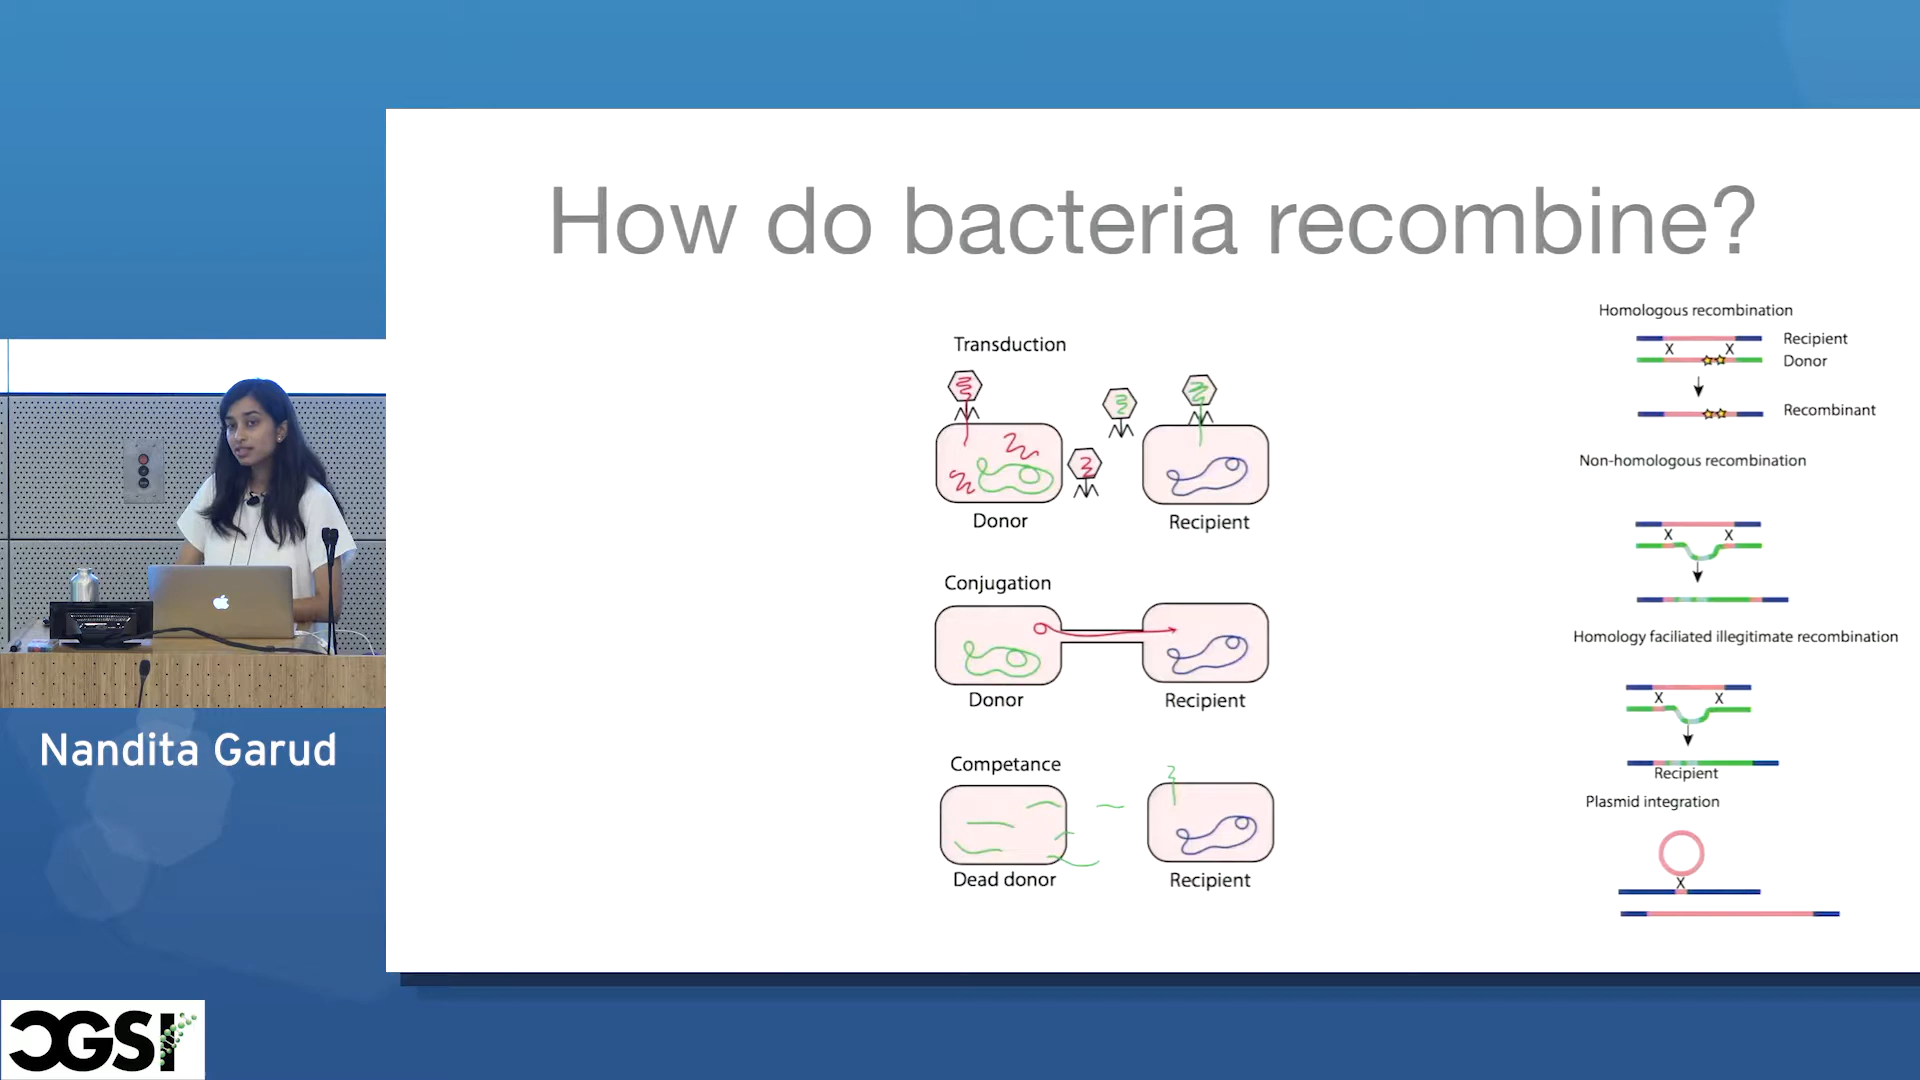 How do bacteria recombine?
Transduction
Donor
Recipient
Conjugation
Donor
Recipient
Competance
Dead donor
Recipient
Homologous recombination
Recipient
X X
Donor
Recombinant
Non-homologous recombination
X X
Homology faciliated illegitimate recombination
X X
Recipient
Plasmid integration
X
Nandita Garud
CGSI